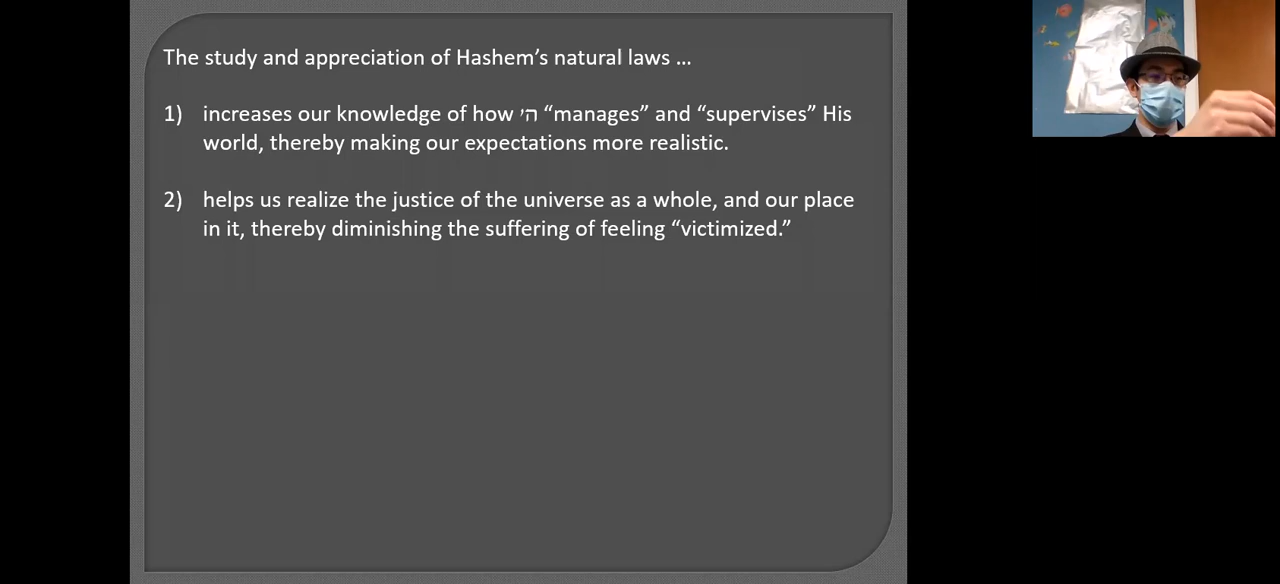 The study and appreciation of Hashem’s natural laws ...
1) increases our knowledge of how ה׳ “manages” and “supervises” His
world, thereby making our expectations more realistic.
2) helps us realize the justice of the universe as a whole, and our place
in it, thereby diminishing the suffering of feeling “victimized.”